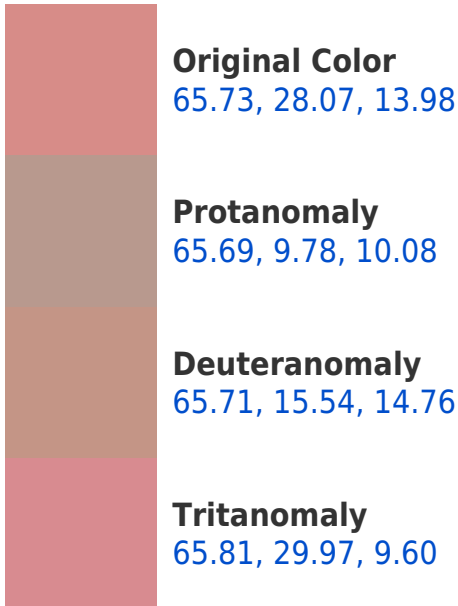 Original Color
65.73, 28.07, 13.98
Protanomaly
65.69, 9.78, 10.08
Deuteranomaly
65.71, 15.54, 14.76
Tritanomaly
65.81, 29.97, 9.60